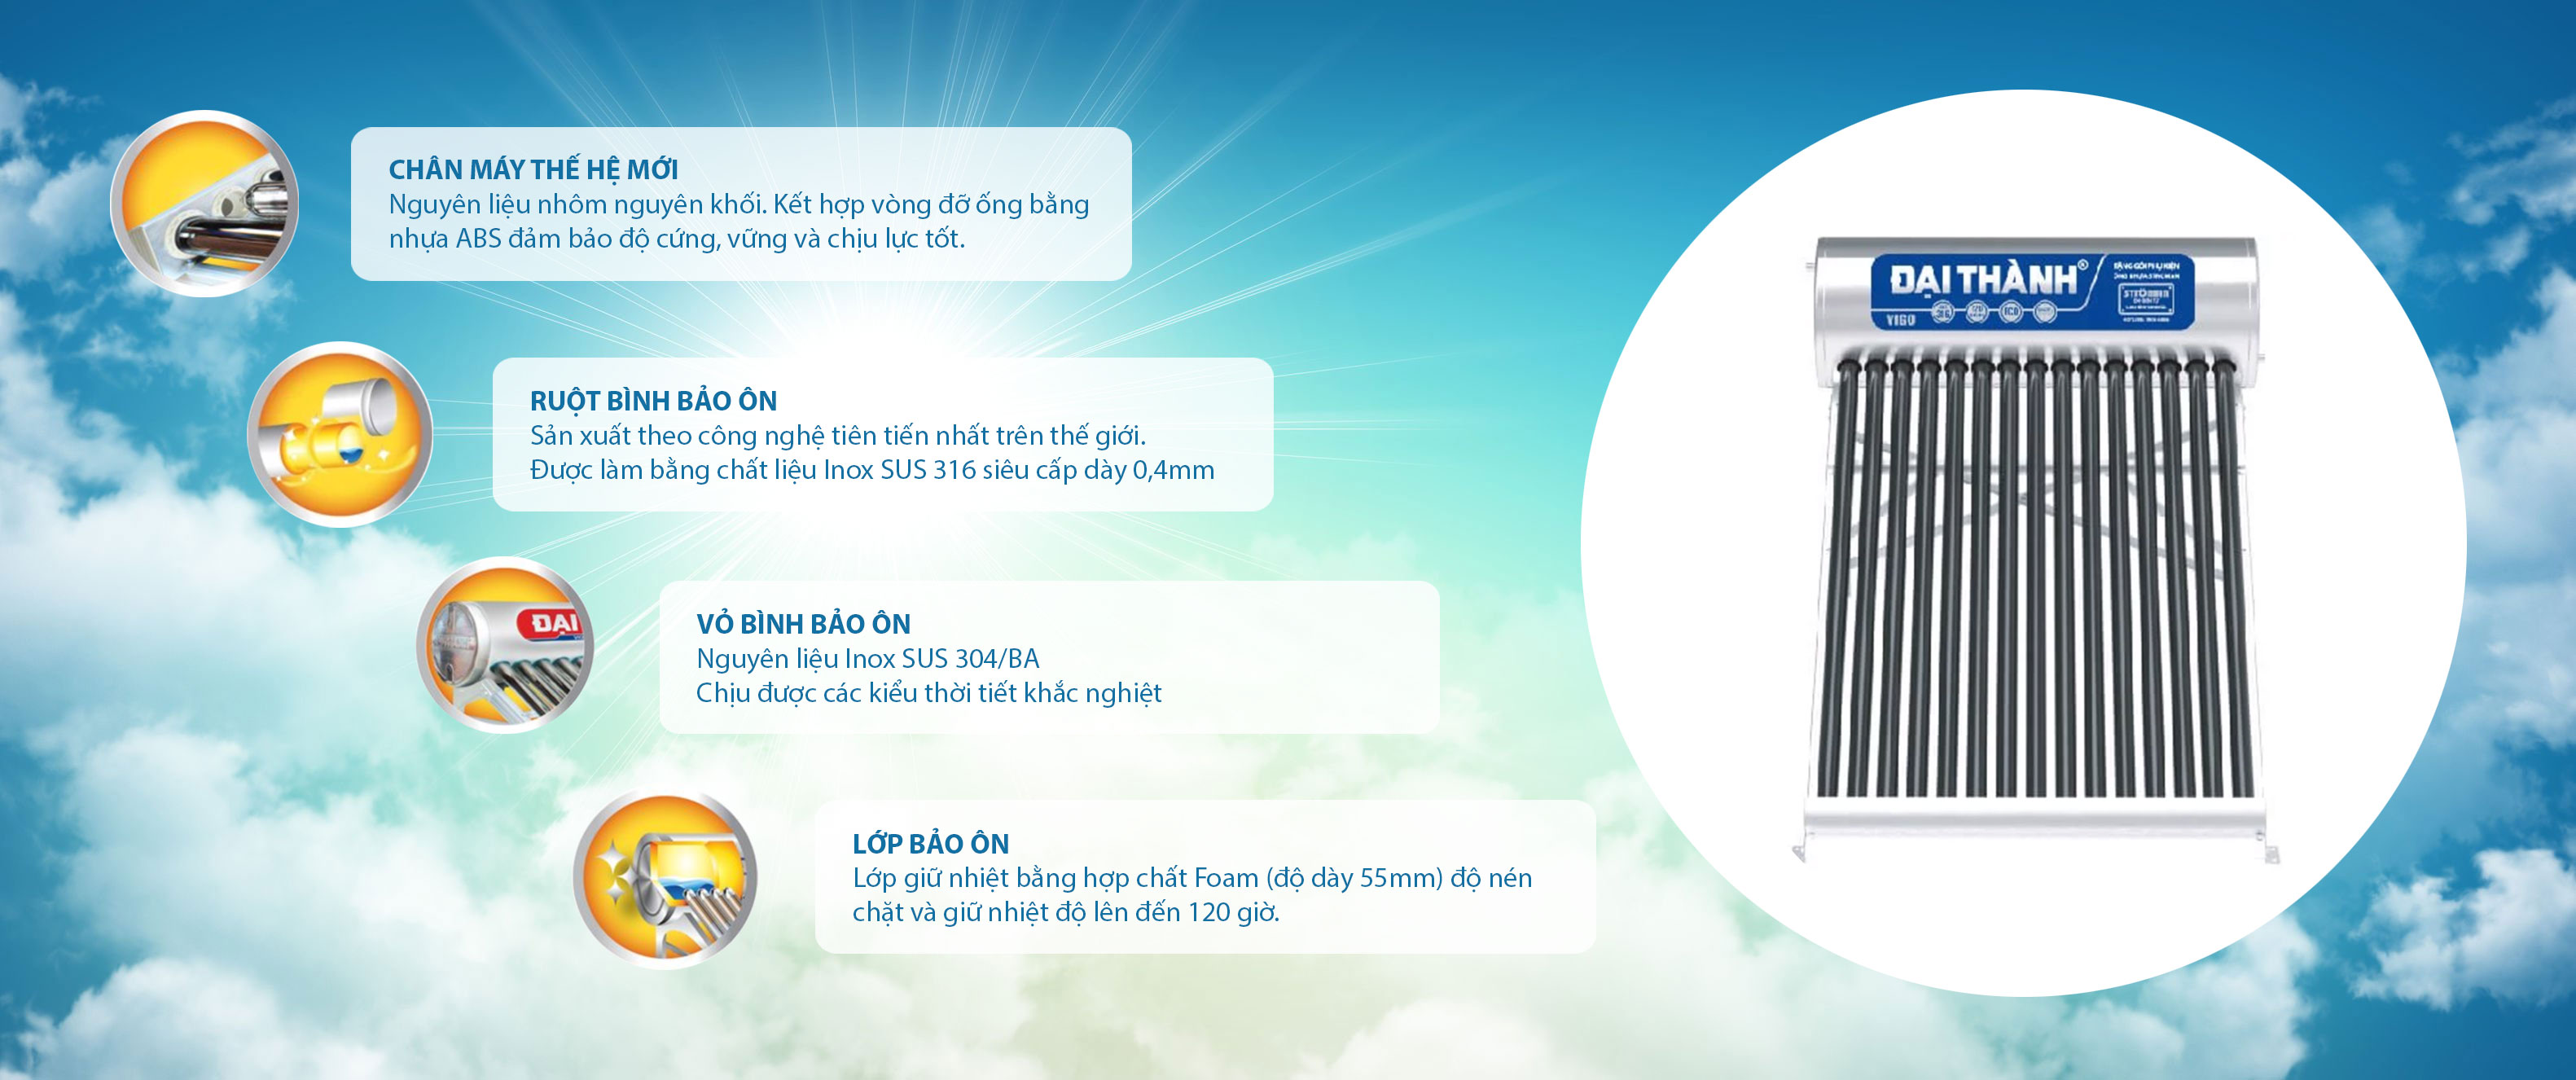 CHÂN MÁY THẾ HỆ MỚI
Nguyên liệu nhôm nguyên khối. Kết hợp vòng đỡ ống bằng
nhựa ABS đảm bảo độ cứng, vững và chịu lực tốt.
RUỘT BÌNH BẢO ÔN
Sản xuất theo công nghệ tiên tiến nhất trên thế giới.
Được làm bằng chất liệu Inox SUS 316 siêu cấp dày 0,4mm
VỎ BÌNH BẢO ÔN
Nguyên liệu Inox SUS 304/BA
Chịu được các kiểu thời tiết khắc nghiệt
ĐẠI
LỚP BẢO ÔN
Lớp giữ nhiệt bằng hợp chất Foam (độ dày 55mm) độ nén
chặt và giữ nhiệt độ lên đến 120 giờ.
ĐẠI THÀNH®
VIGO